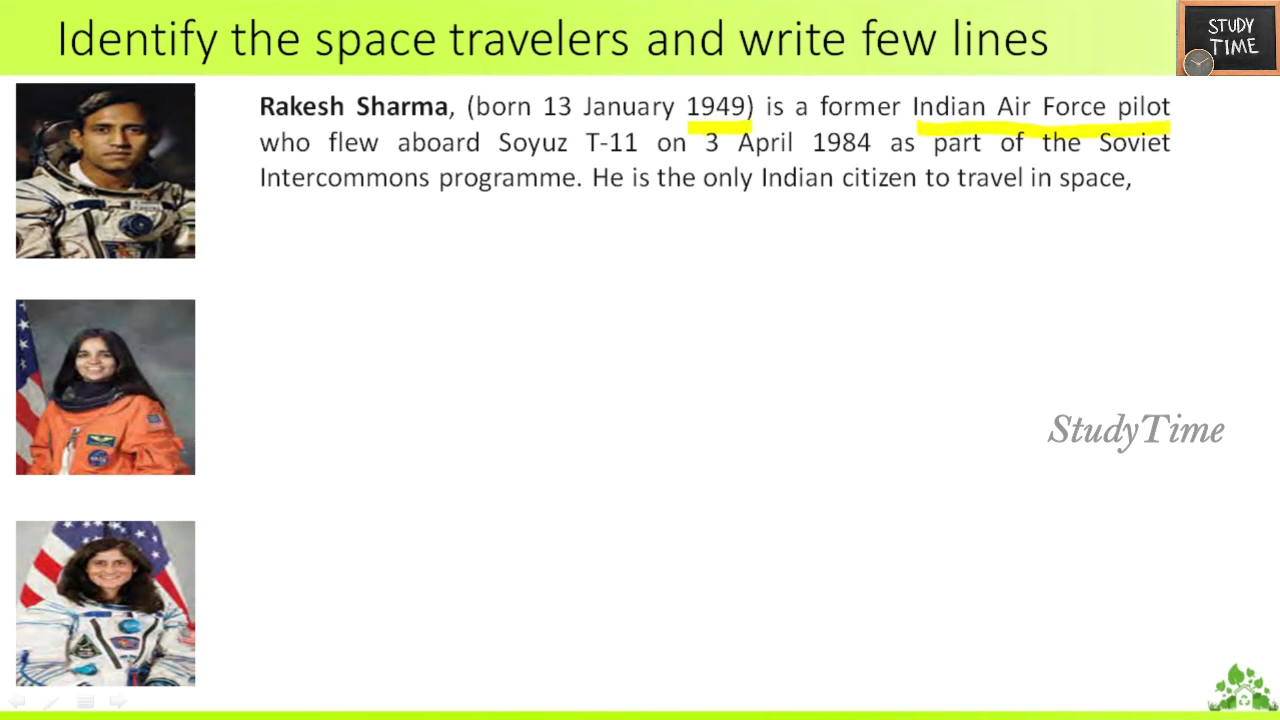 Identify the space travelers and write few lines
STUDY
TIME
Rakesh Sharma, (born 13 January 1949) is a former Indian Air Force pilot
who flew aboard Soyuz T-11 on 3 April 1984 as part of the Soviet
Intercommons programme. He is the only Indian citizen to travel in space,
StudyTime